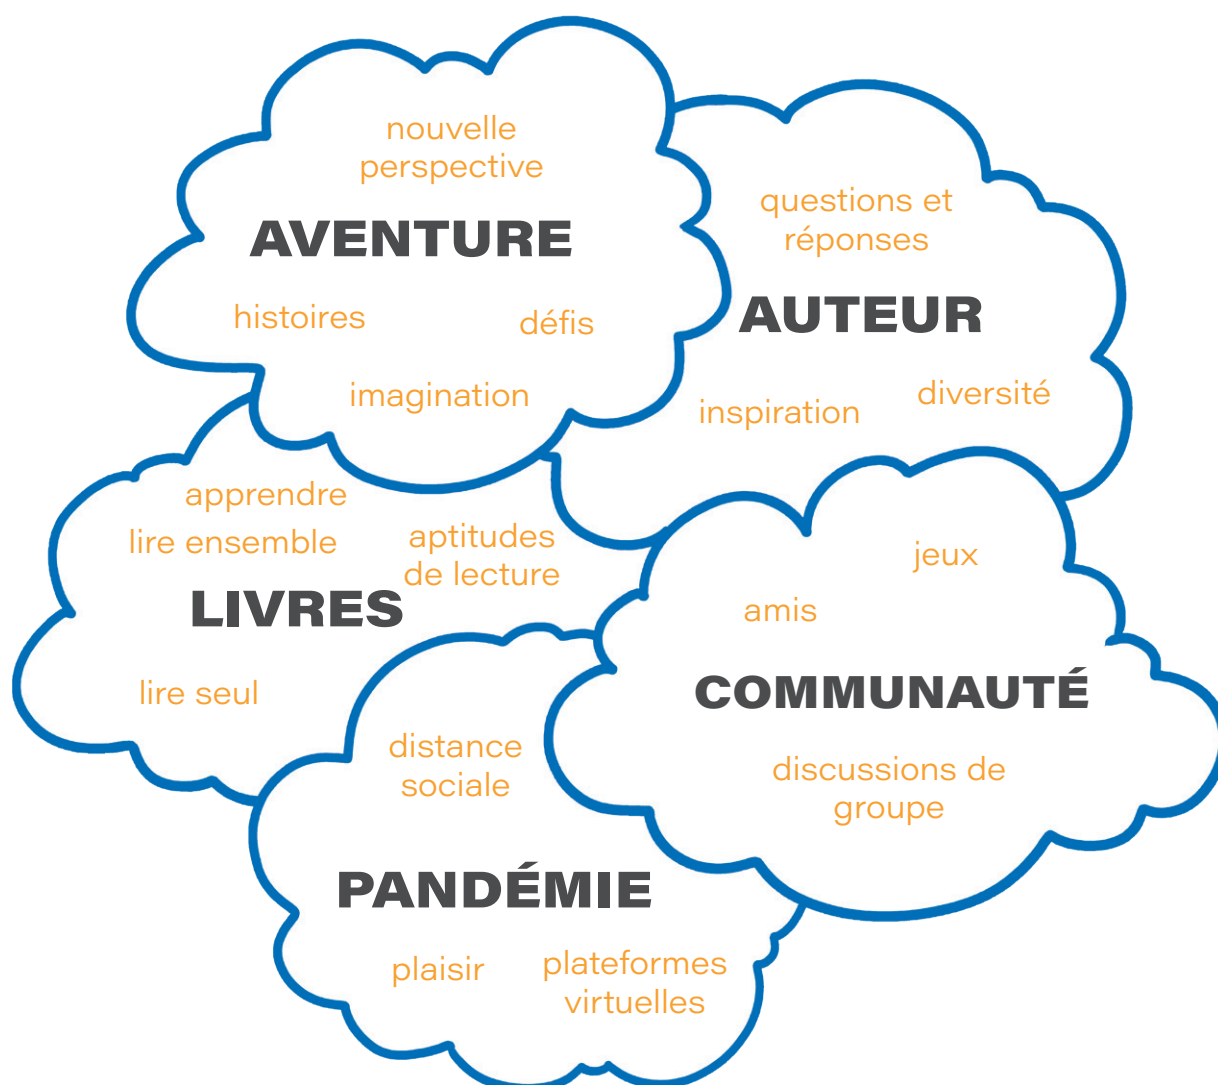 nouvelle
perspective
AVENTURE
histoires
défis
imagination
questions et
réponses
AUTEUR
inspiration
diversité
apprendre
lire ensemble
aptitudes
de lecture
LIVRES
lire seul
jeux
amis
COMMUNAUTÉ
discussions de
groupe
distance
sociale
PANDÉMIE
plaisir
plateformes
virtuelles